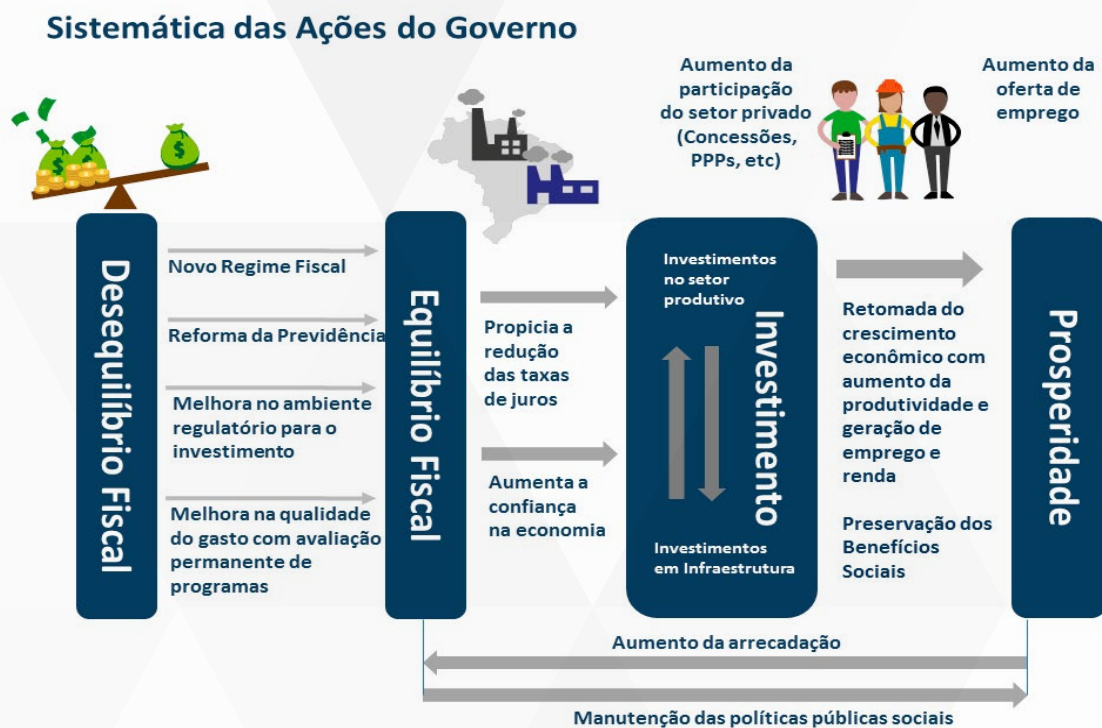 Sistemática das Ações do Governo
Aumento da
participação
do setor privado
(Concessões,
PPPs, etc)
Aumento da
oferta de
emprego
$
$
$
Desequilíbrio Fiscal
Novo Regime Fiscal
Reforma da Previdência
Melhora no ambiente
regulatório para o
investimento
Melhora na qualidade
do gasto com avaliação
permanente de
programas
Equilíbrio Fiscal
Propicia a
redução
das taxas
de juros
Aumenta a
confiança
na economia
Investimentos
no setor
produtivo
Investimento
Investimentos
em Infraestrutura
Retomada do
crescimento
econômico com
aumento da
produtividade e
geração de
emprego e
renda
Preservação dos
Benefícios
Sociais
Prosperidade
Aumento da arrecadação
Manutenção das políticas públicas sociais